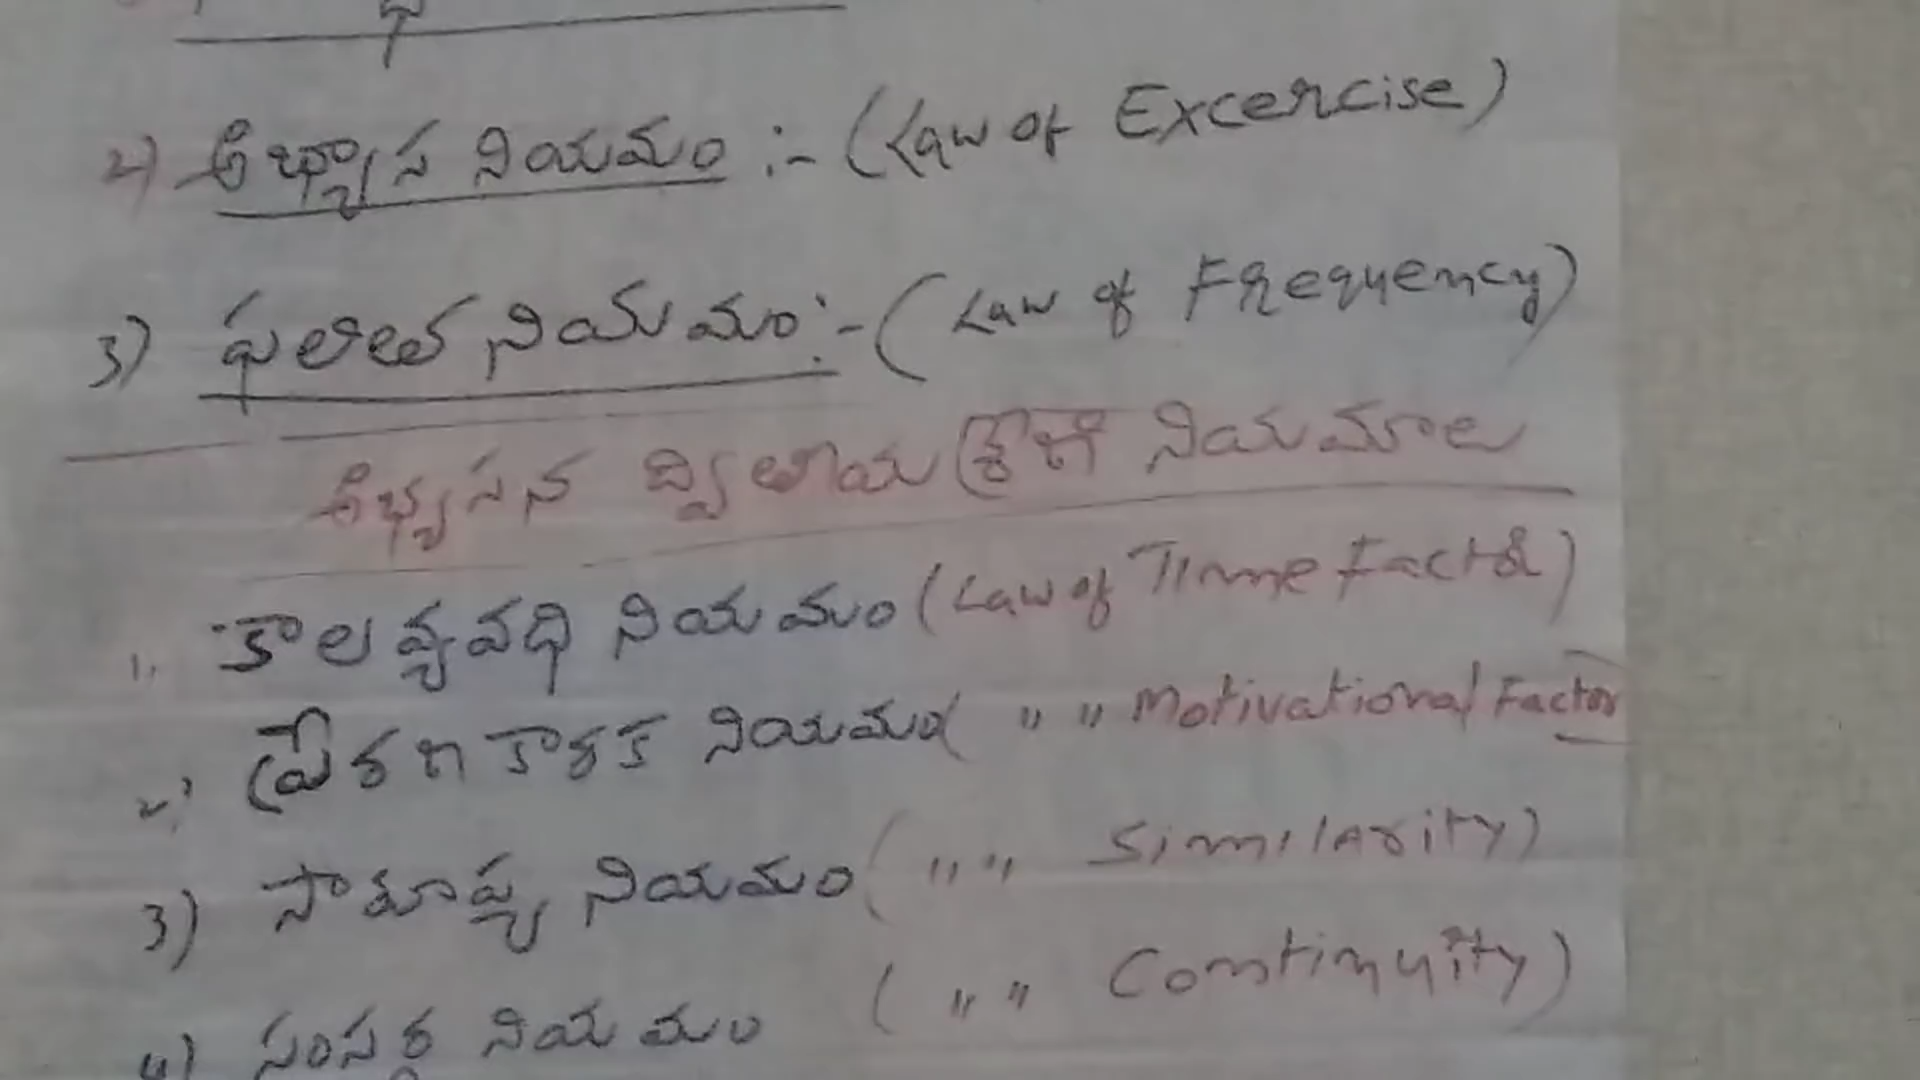 2) అభ్యాస నియమం :- (Law of Excercise)
3) ఫలిత నియమం :- (Law of Frequency)
అభ్యసన ద్వితీయ శ్రేణి నియమాలు
1. కాల వ్యవధి నియమం (Law of Time Factor)
2. ప్రేరణ కారక నియమం ( " " Motivational Factor
3) సారూప్య నియమం ( " " Similarity)
4) సంసర్గ నియమం ( " " Continuity)